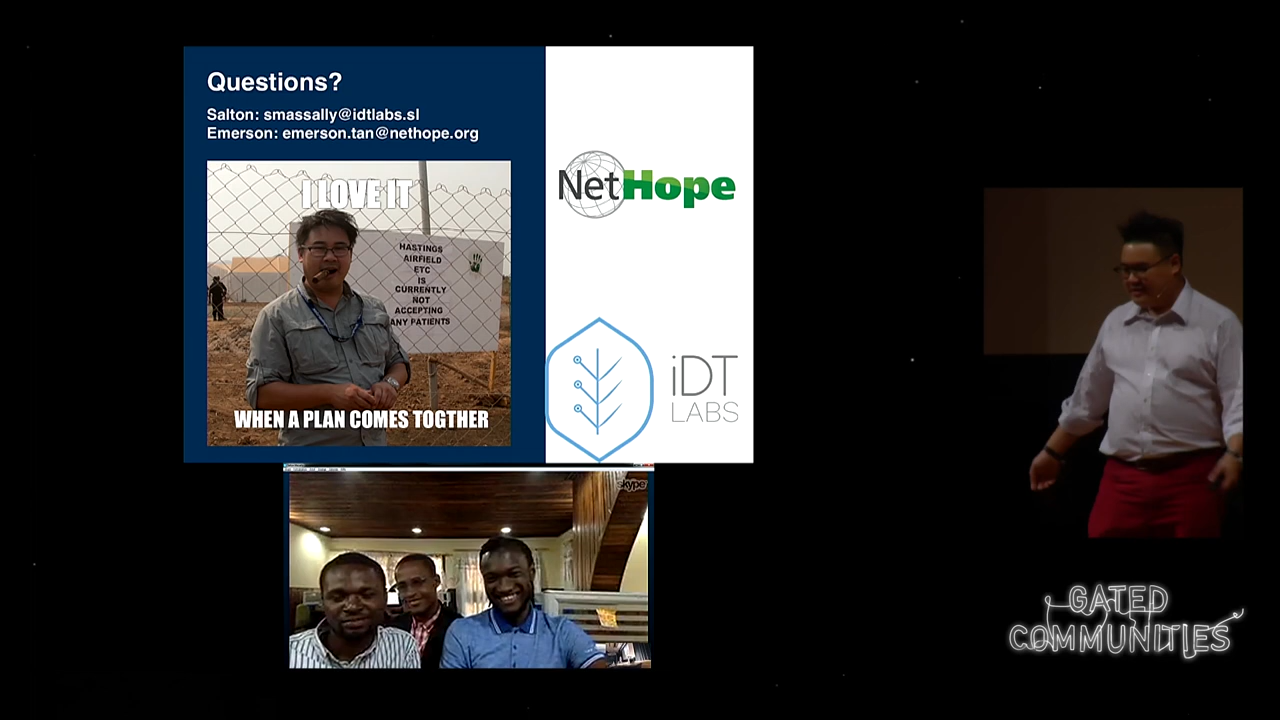 Questions?
Salton: smassally@idtlabs.sl
Emerson: emerson.tan@nethope.org
I LOVE IT
HASTINGS
AIRFIELD
ETC
IS
CURRENTLY
NOT
ACCEPTING
ANY PATIENTS
WHEN A PLAN COMES TOGTHER
NetHope
iDT
LABS
skype
GATED
COMMUNITIES